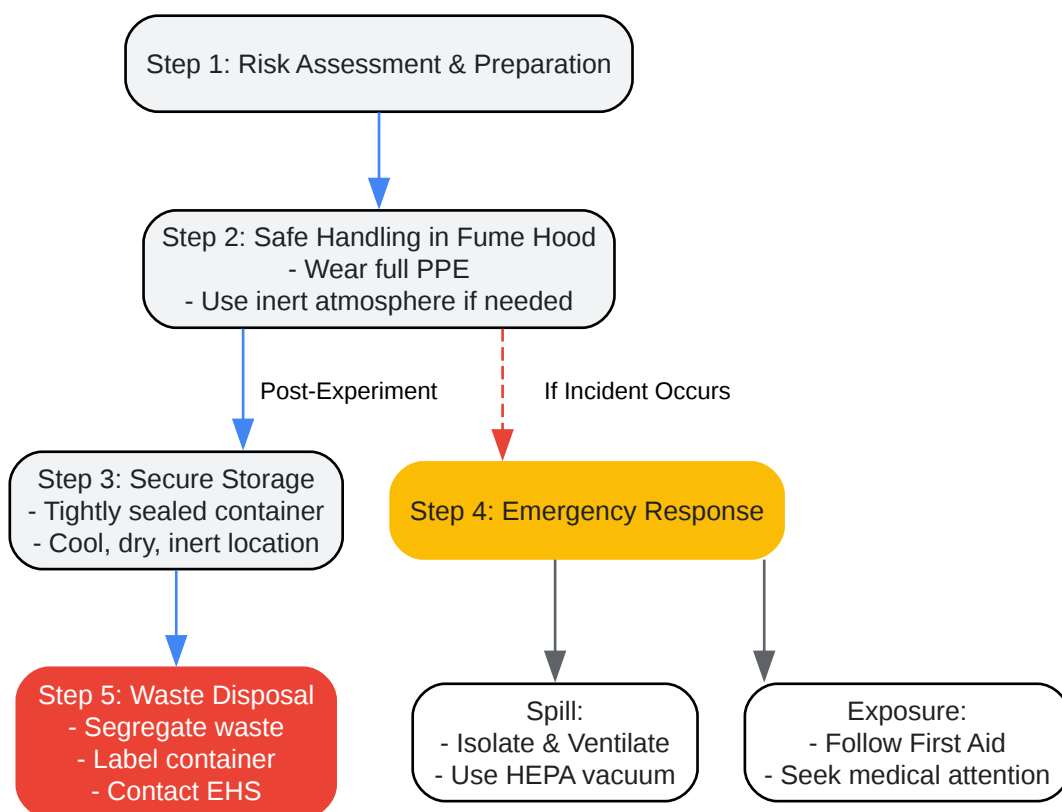 Step 1: Risk Assessment & Preparation
Step 2: Safe Handling in Fume Hood
- Wear full PPE
- Use inert atmosphere if needed
Post-Experiment
If Incident Occurs
Step 3: Secure Storage
- Tightly sealed container
- Cool, dry, inert location
Step 4: Emergency Response
Step 5: Waste Disposal
- Segregate waste
- Label container
- Contact EHS
Spill:
- Isolate & Ventilate
- Use HEPA vacuum
Exposure:
- Follow First Aid
- Seek medical attention